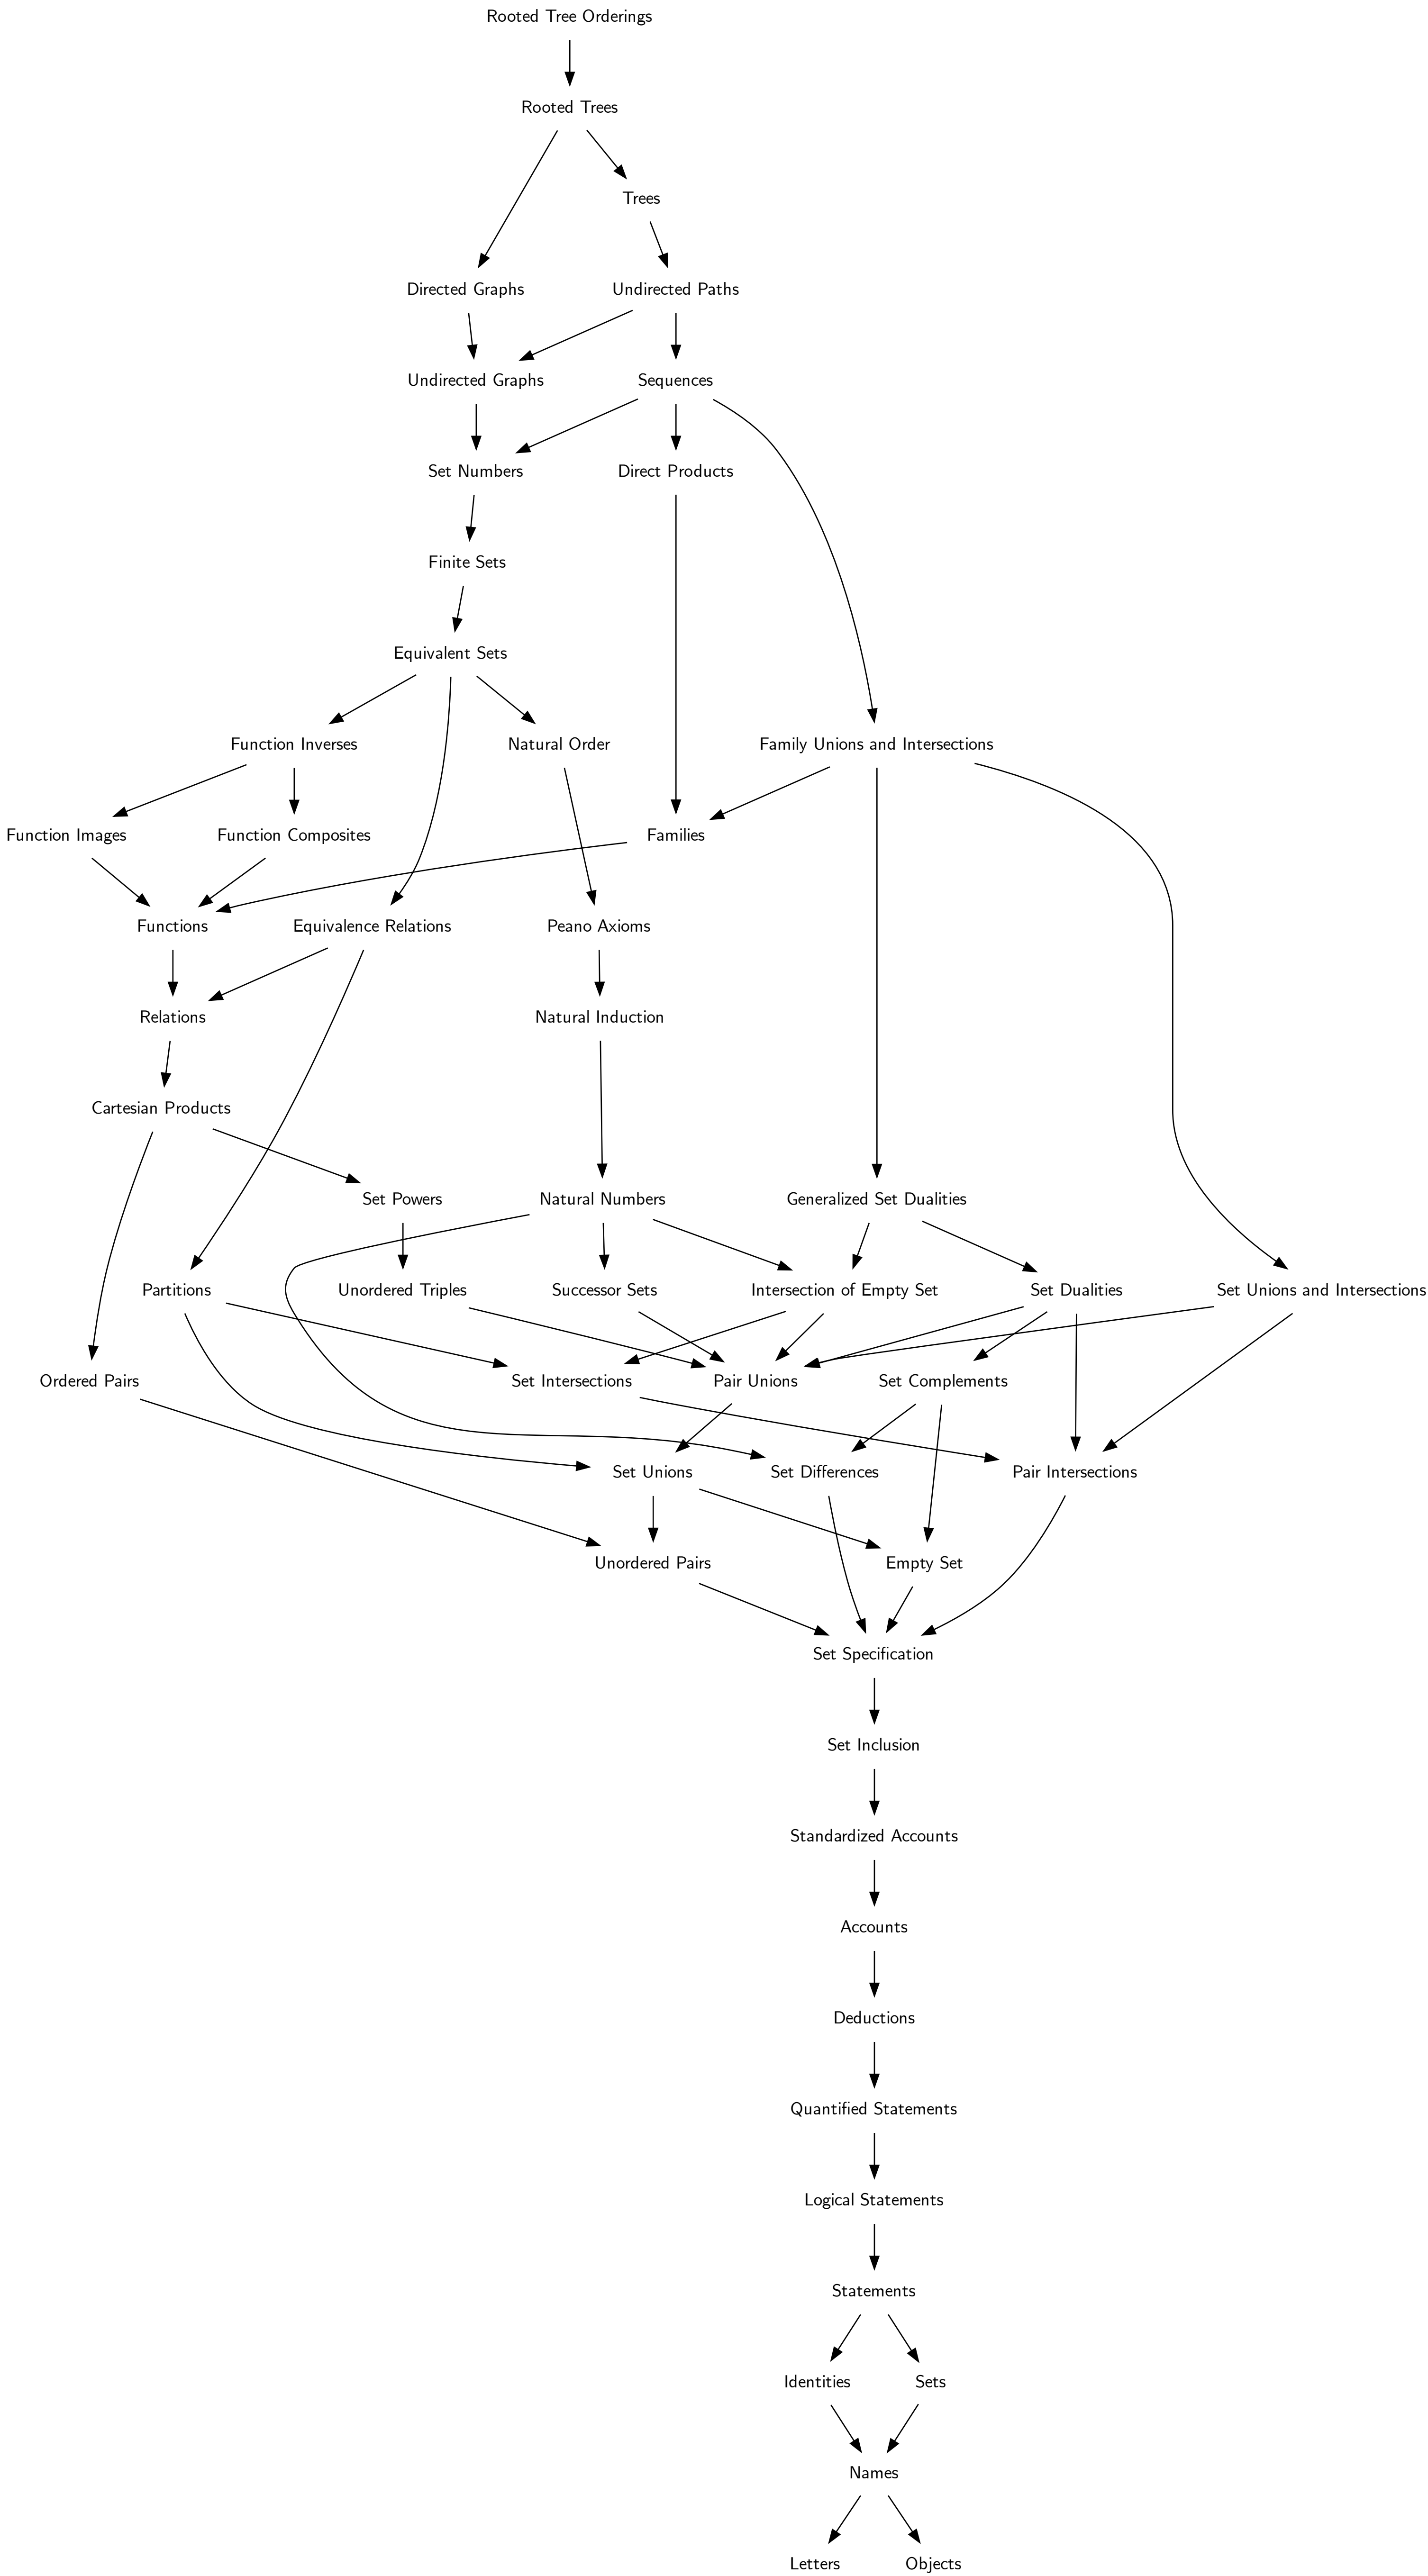 Rooted Tree Orderings
Rooted Trees
Trees
Directed Graphs
Undirected Paths
Undirected Graphs
Sequences
Set Numbers
Direct Products
Finite Sets
Equivalent Sets
Function Inverses
Natural Order
Family Unions and Intersections
Function Images
Function Composites
Families
Functions
Equivalence Relations
Peano Axioms
Relations
Natural Induction
Cartesian Products
Set Powers
Natural Numbers
Generalized Set Dualities
Partitions
Unordered Triples
Successor Sets
Intersection of Empty Set
Set Dualities
Set Unions and Intersections
Ordered Pairs
Set Intersections
Pair Unions
Set Complements
Set Unions
Set Differences
Pair Intersections
Unordered Pairs
Empty Set
Set Specification
Set Inclusion
Standardized Accounts
Accounts
Deductions
Quantified Statements
Logical Statements
Statements
Identities
Sets
Names
Letters
Objects